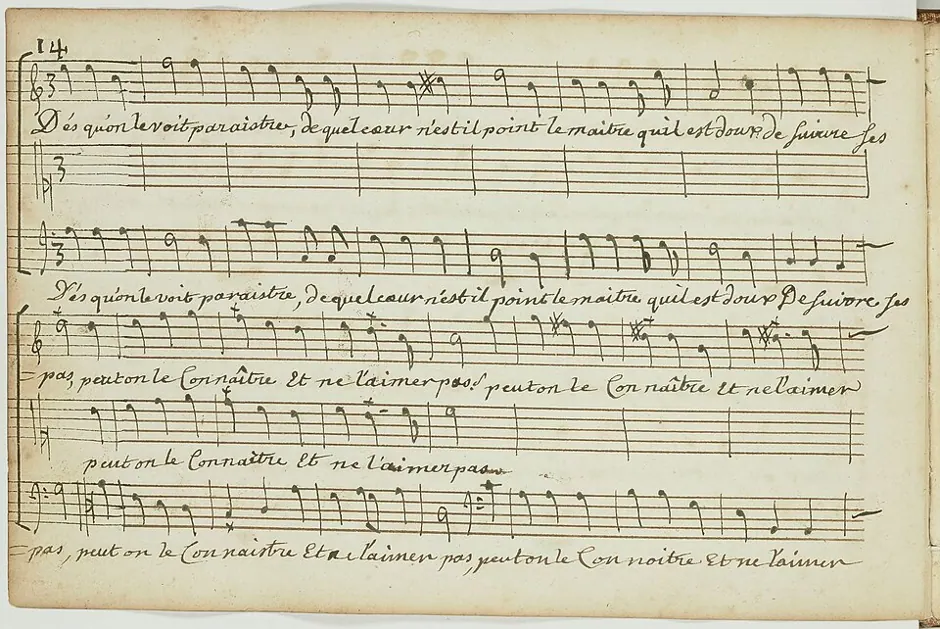 14
Dés qu'on le voit paraistre, de quel cœur n'est il point le maitre quil est doux de suivre ses
Dés qu'on le voit paraistre, de quel cœur n'est il point le maitre quil est doux De suivre ses
pas, peut on le Connaître Et ne l'aimer pas? peut on le Connaître Et ne l'aimer
peut on le Connaître Et ne l'aimer pas
pas, peut on le Connaistre Et ne l'aimer pas, peut on le Connoitre Et ne l'aimer